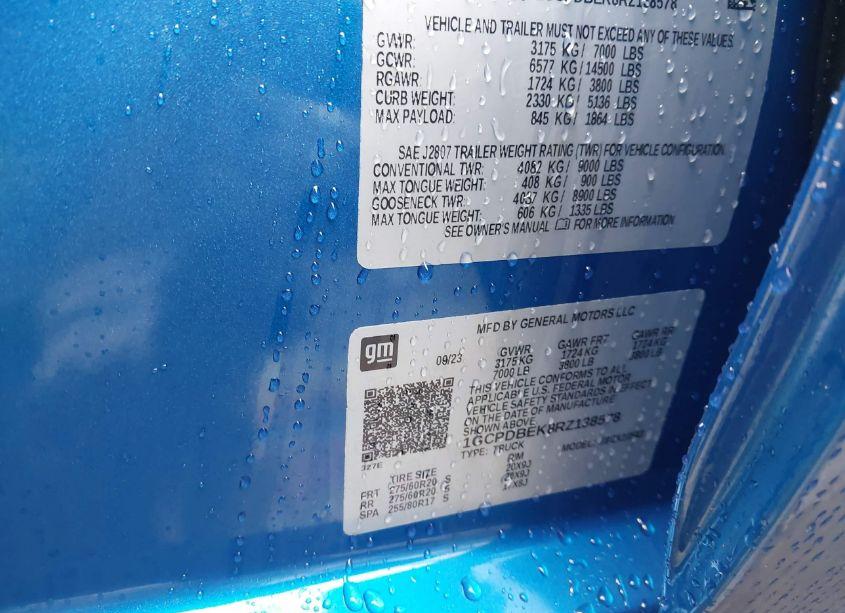 VEHICLE AND TRAILER MUST NOT EXCEED ANY OF THESE VALUES.
GVWR: 3175 KG / 7000 LBS
GCWR: 6577 KG / 14500 LBS
RGAWR: 1724 KG / 3800 LBS
CURB WEIGHT: 2330 KG / 5136 LBS
MAX PAYLOAD: 845 KG / 1864 LBS
SAE J2807 TRAILER WEIGHT RATING (TWR) FOR VEHICLE CONFIGURATION.
CONVENTIONAL TWR: 4082 KG / 9000 LBS
MAX TONGUE WEIGHT: 408 KG / 900 LBS
GOOSENECK TWR: 4037 KG / 8900 LBS
MAX TONGUE WEIGHT: 606 KG / 1335 LBS
SEE OWNER'S MANUAL FOR MORE INFORMATION
gm
MFD BY GENERAL MOTORS LLC
09/23 GVWR GAWR FRT GAWR RR
3175 KG 1724 KG 1724 KG
7000 LB 3800 LB 3800 LB
THIS VEHICLE CONFORMS TO ALL
APPLICABLE U.S. FEDERAL MOTOR
VEHICLE SAFETY STANDARDS IN EFFECT
ON THE DATE OF MANUFACTURE
SHOWN ABOVE.
1GCPDBEK8RZ138578
TYPE: TRUCK MODEL:
3Z7E
TIRE SIZE RIM
FRT 275/60R20 S 20X9J
RR 275/60R20 S 20X9J
SPA 255/80R17 S 17X8J